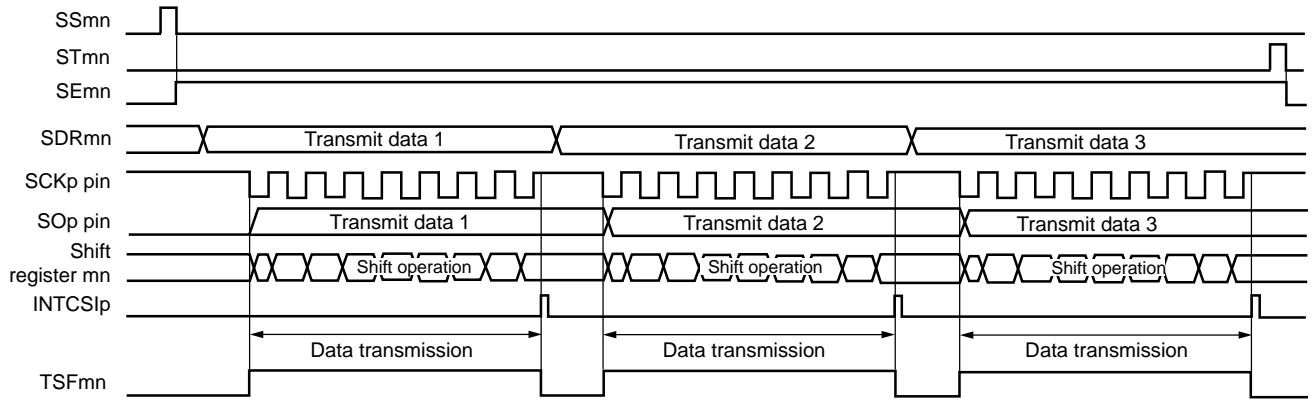 SSmn
STmn
SEmn
SDRmn Transmit data 1 Transmit data 2 Transmit data 3
SCKp pin
SOp pin Transmit data 1 Transmit data 2 Transmit data 3
Shift
register mn Shift operation Shift operation Shift operation
INTCSIp
Data transmission Data transmission Data transmission
TSFmn